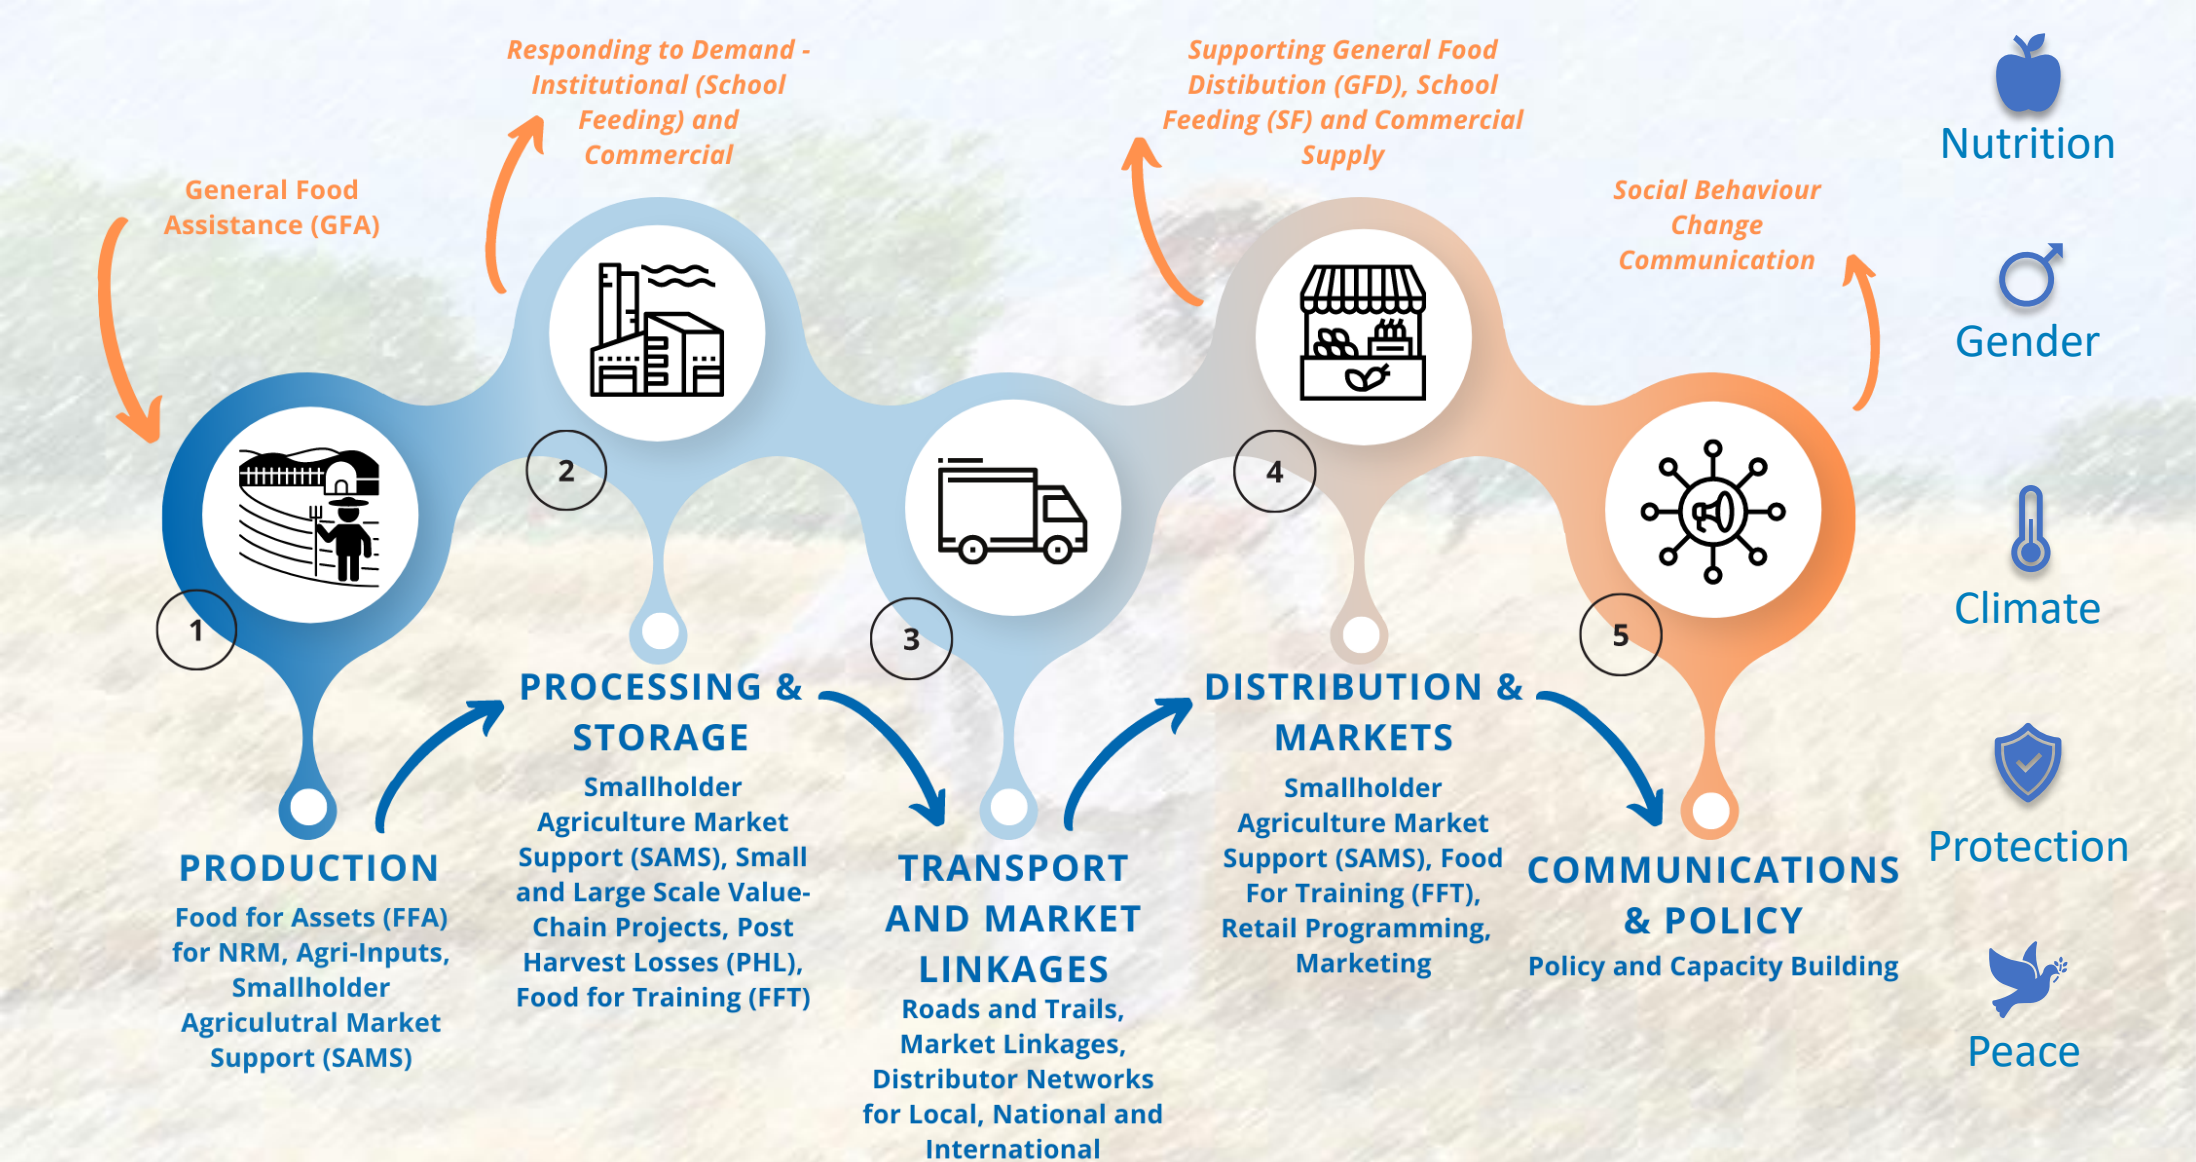 General Food
Assistance (GFA)
Responding to Demand -
Institutional (School
Feeding) and
Commercial
Supporting General Food
Distibution (GFD), School
Feeding (SF) and Commercial
Supply
Social Behaviour
Change
Communication
1
PRODUCTION
Food for Assets (FFA)
for NRM, Agri-Inputs,
Smallholder
Agriculutral Market
Support (SAMS)
2
PROCESSING &
STORAGE
Smallholder
Agriculture Market
Support (SAMS), Small
and Large Scale Value-
Chain Projects, Post
Harvest Losses (PHL),
Food for Training (FFT)
3
TRANSPORT
AND MARKET
LINKAGES
Roads and Trails,
Market Linkages,
Distributor Networks
for Local, National and
International
4
DISTRIBUTION &
MARKETS
Smallholder
Agriculture Market
Support (SAMS), Food
For Training (FFT),
Retail Programming,
Marketing
5
COMMUNICATIONS
& POLICY
Policy and Capacity Building
Nutrition
Gender
Climate
Protection
Peace